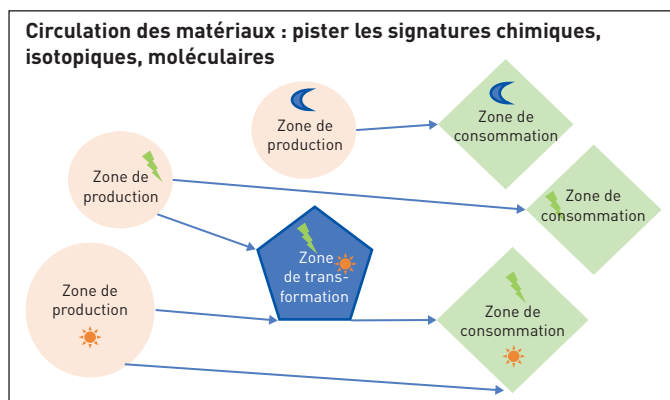 Circulation des matériaux : pister les signatures chimiques,
isotopiques, moléculaires
Zone de
production
Zone de
consommation
Zone de
production
Zone de
consommation
Zone
de trans-
formation
Zone de
production
Zone de
consommation